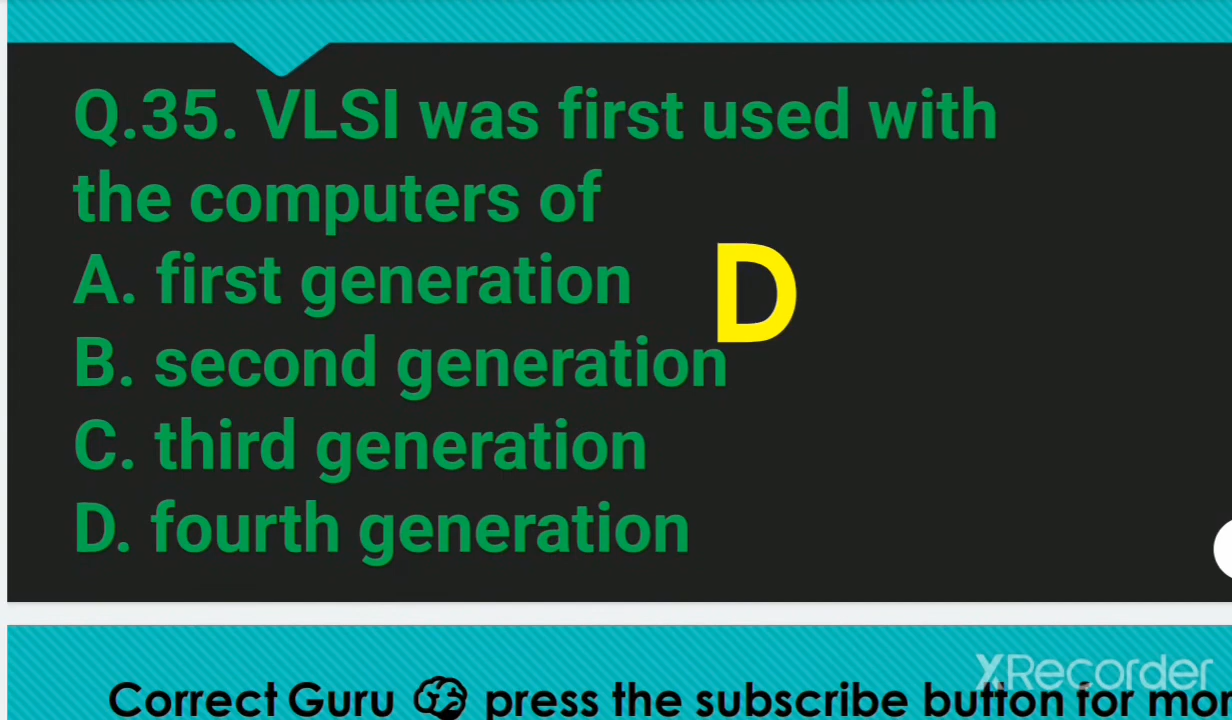 Q.35. VLSI was first used with
the computers of
A. first generation
D
B. second generation
C. third generation
D. fourth generation
XRecorder
Correct Guru press the subscribe button for mo